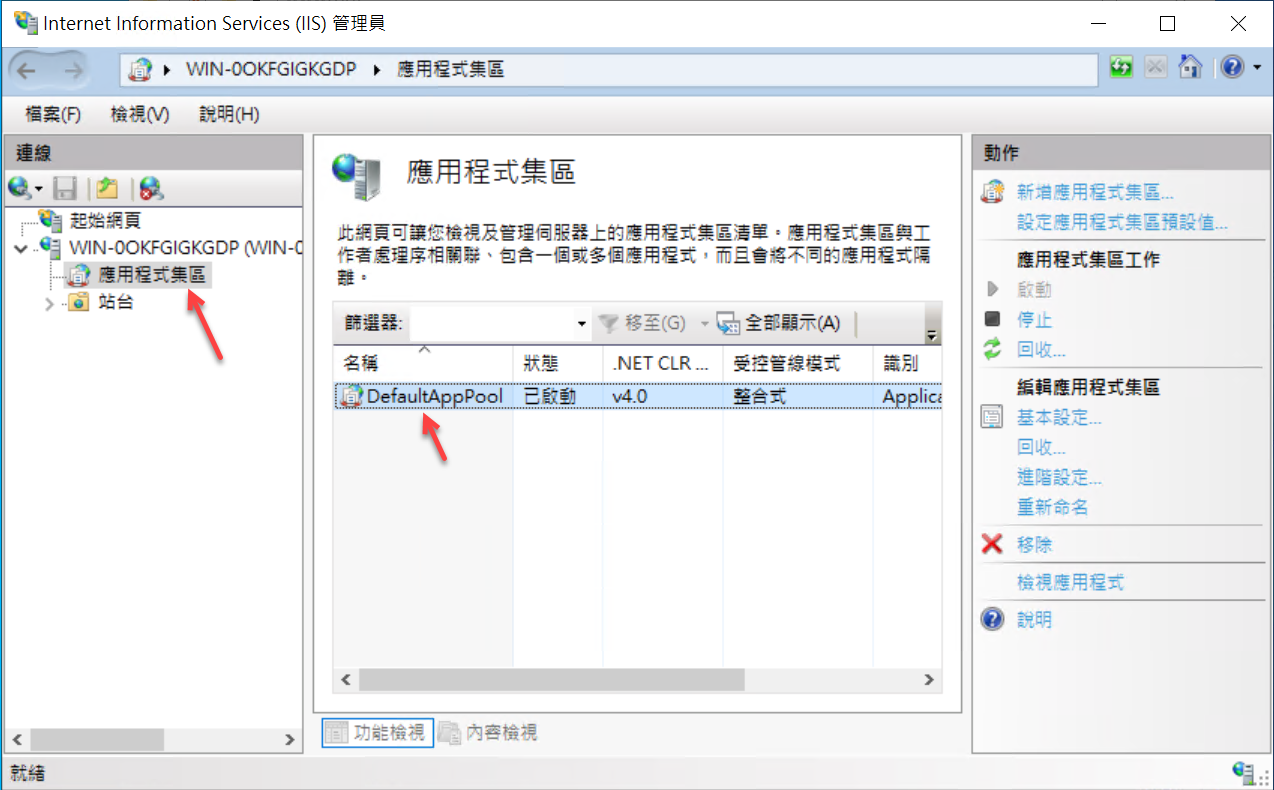 Internet Information Services (IIS) 管理員
WIN-0OKFGIGKGDP
應用程式集區
檔案(F)
檢視(V)
說明(H)
連線
起始網頁
WIN-0OKFGIGKGDP (WIN-0
應用程式集區
站台
應用程式集區
此網頁可讓您檢視及管理伺服器上的應用程式集區清單。應用程式集區與工
作者處理序相關聯、包含一個或多個應用程式，而且會將不同的應用程式隔
離。
篩選器:
移至(G)
全部顯示(A)
名稱
狀態
.NET CLR ...
受控管線模式
識別
DefaultAppPool
已啟動
v4.0
整合式
Applica
功能檢視
內容檢視
動作
新增應用程式集區...
設定應用程式集區預設值...
應用程式集區工作
啟動
停止
回收...
編輯應用程式集區
基本設定...
回收...
進階設定...
重新命名
移除
檢視應用程式
說明
就緒